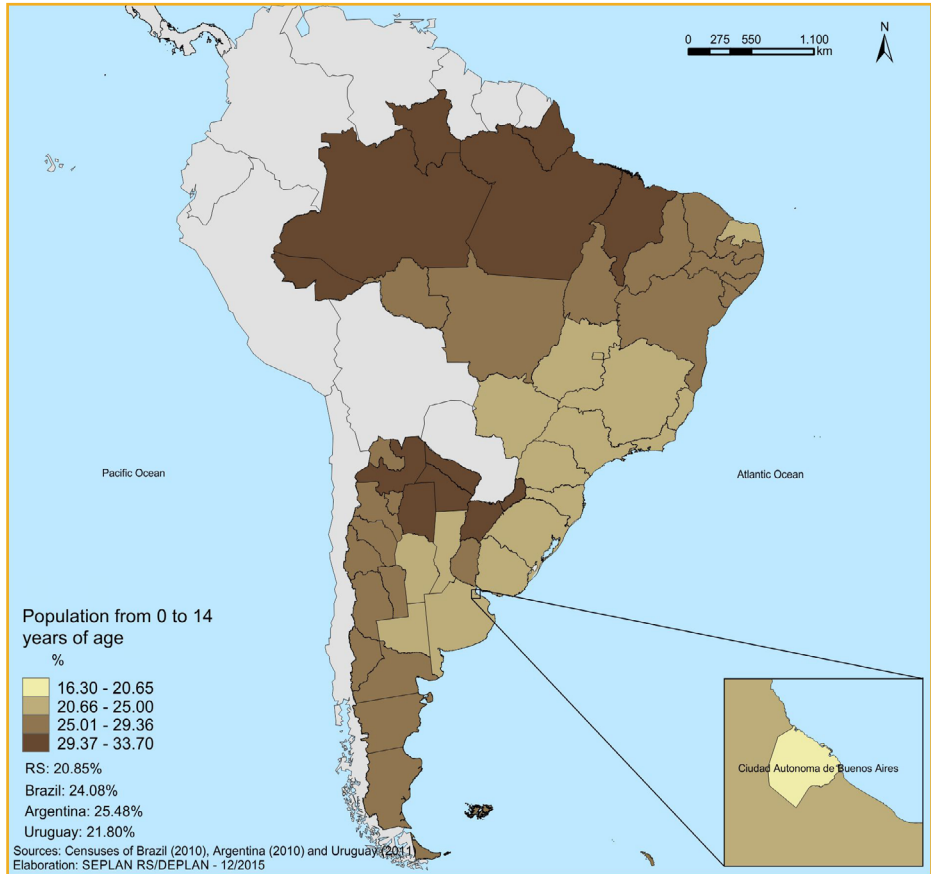 0 275 550 1.100
km
N
Pacific Ocean
Atlantic Ocean
Population from 0 to 14
years of age
%
16.30 - 20.65
20.66 - 25.00
25.01 - 29.36
29.37 - 33.70
RS: 20.85%
Brazil: 24.08%
Argentina: 25.48%
Uruguay: 21.80%
Ciudad Autonoma de Buenos Aires
Sources: Censuses of Brazil (2010), Argentina (2010) and Uruguay (2011)
Elaboration: SEPLAN RS/DEPLAN - 12/2015